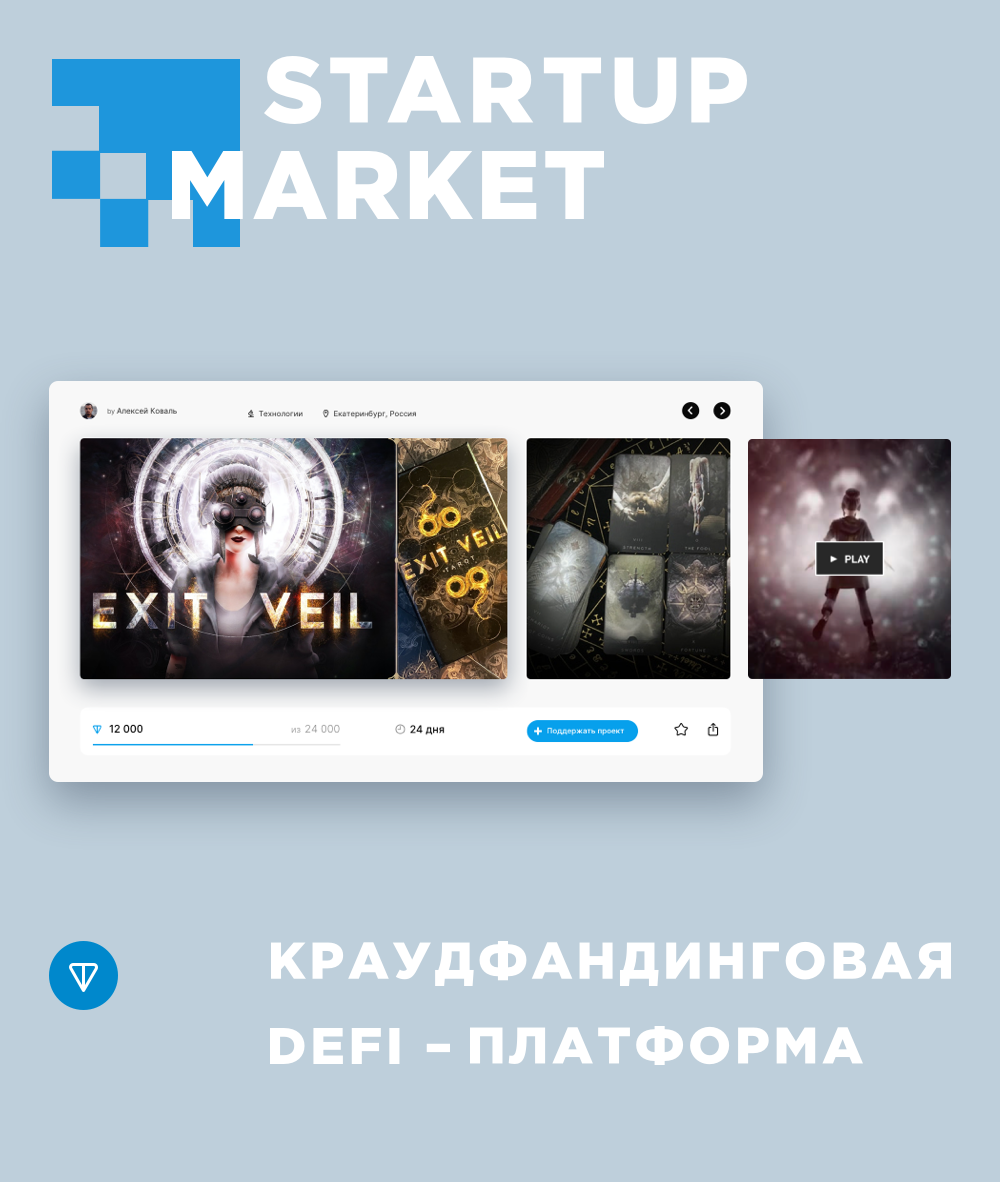 STARTUP
MARKET
by Алексей Коваль
Технологии
Екатеринбург, Россия
EXIT VEIL
EXIT VEIL
TAROT
STRENGTH
THE FOOL
SWORDS
FORTUNE
PLAY
12 000
из 24 000
24 дня
Поддержать проект
КРАУДФАНДИНГОВАЯ
DEFI – ПЛАТФОРМА